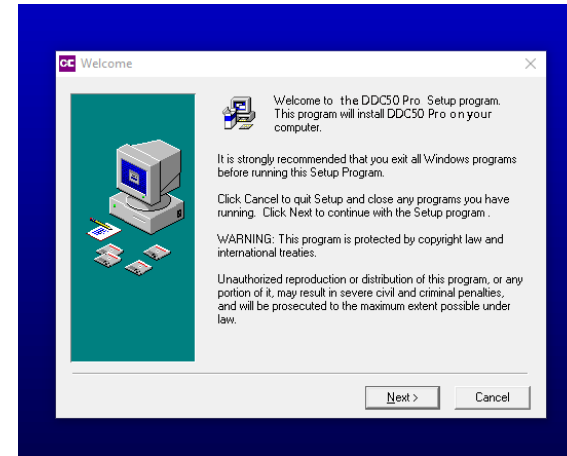 CE Welcome
Welcome to the DDC50 Pro Setup program.
This program will install DDC50 Pro on your
computer.
It is strongly recommended that you exit all Windows programs
before running this Setup Program.
Click Cancel to quit Setup and close any programs you have
running. Click Next to continue with the Setup program .
WARNING: This program is protected by copyright law and
international treaties.
Unauthorized reproduction or distribution of this program, or any
portion of it, may result in severe civil and criminal penalties,
and will be prosecuted to the maximum extent possible under
law.
Next >
Cancel